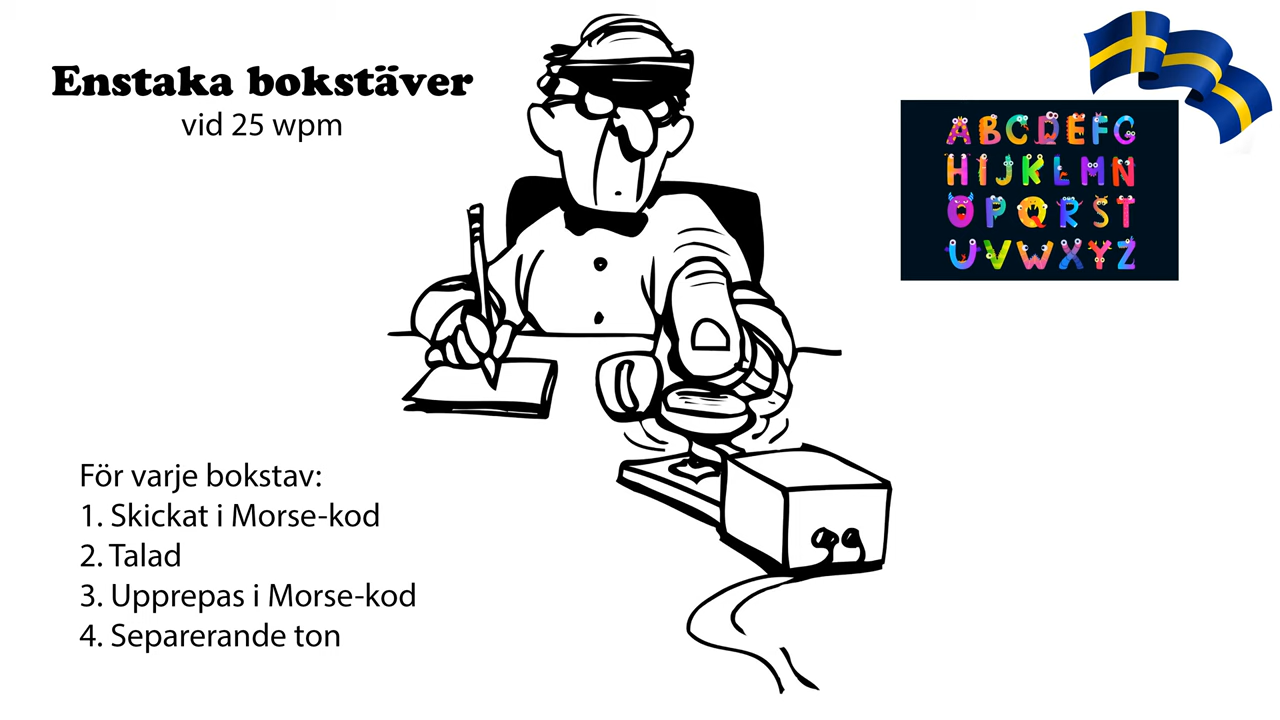 Enstaka bokstäver
vid 25 wpm
ABCDEFG
HIJKLMN
OPQRST
UVWXYZ
För varje bokstav:
1. Skickat i Morse-kod
2. Talad
3. Upprepas i Morse-kod
4. Separerande ton